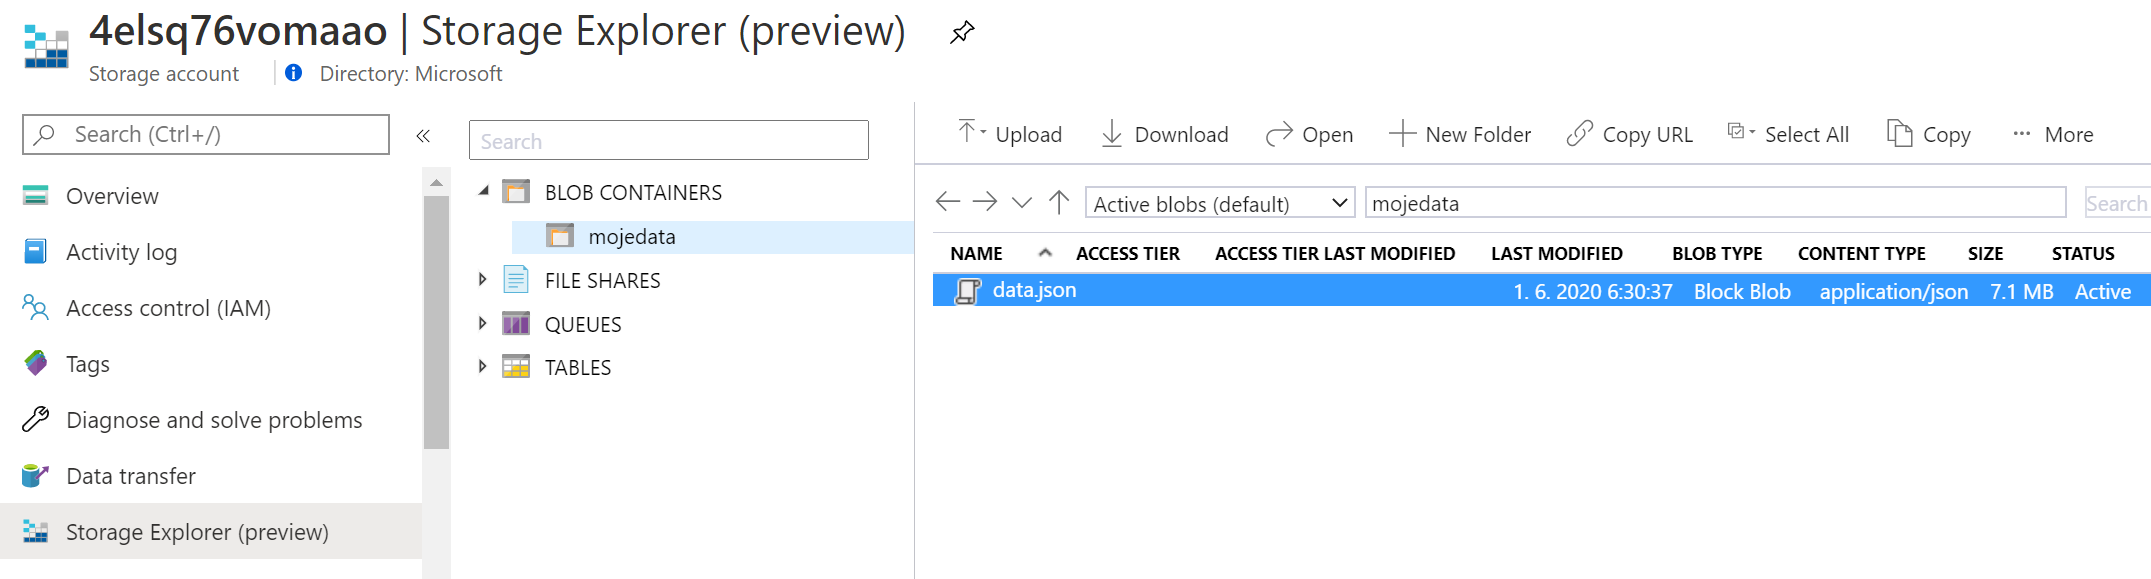 4elsq76vomaao | Storage Explorer (preview)
Storage account
Directory: Microsoft
Search (Ctrl+/)
«
Overview
Activity log
Access control (IAM)
Tags
Diagnose and solve problems
Data transfer
Storage Explorer (preview)
Search
BLOB CONTAINERS
mojedata
FILE SHARES
QUEUES
TABLES
Upload Download Open New Folder Copy URL Select All Copy ··· More
Active blobs (default) mojedata Search
NAME ACCESS TIER ACCESS TIER LAST MODIFIED LAST MODIFIED BLOB TYPE CONTENT TYPE SIZE STATUS
data.json 1. 6. 2020 6:30:37 Block Blob application/json 7.1 MB Active